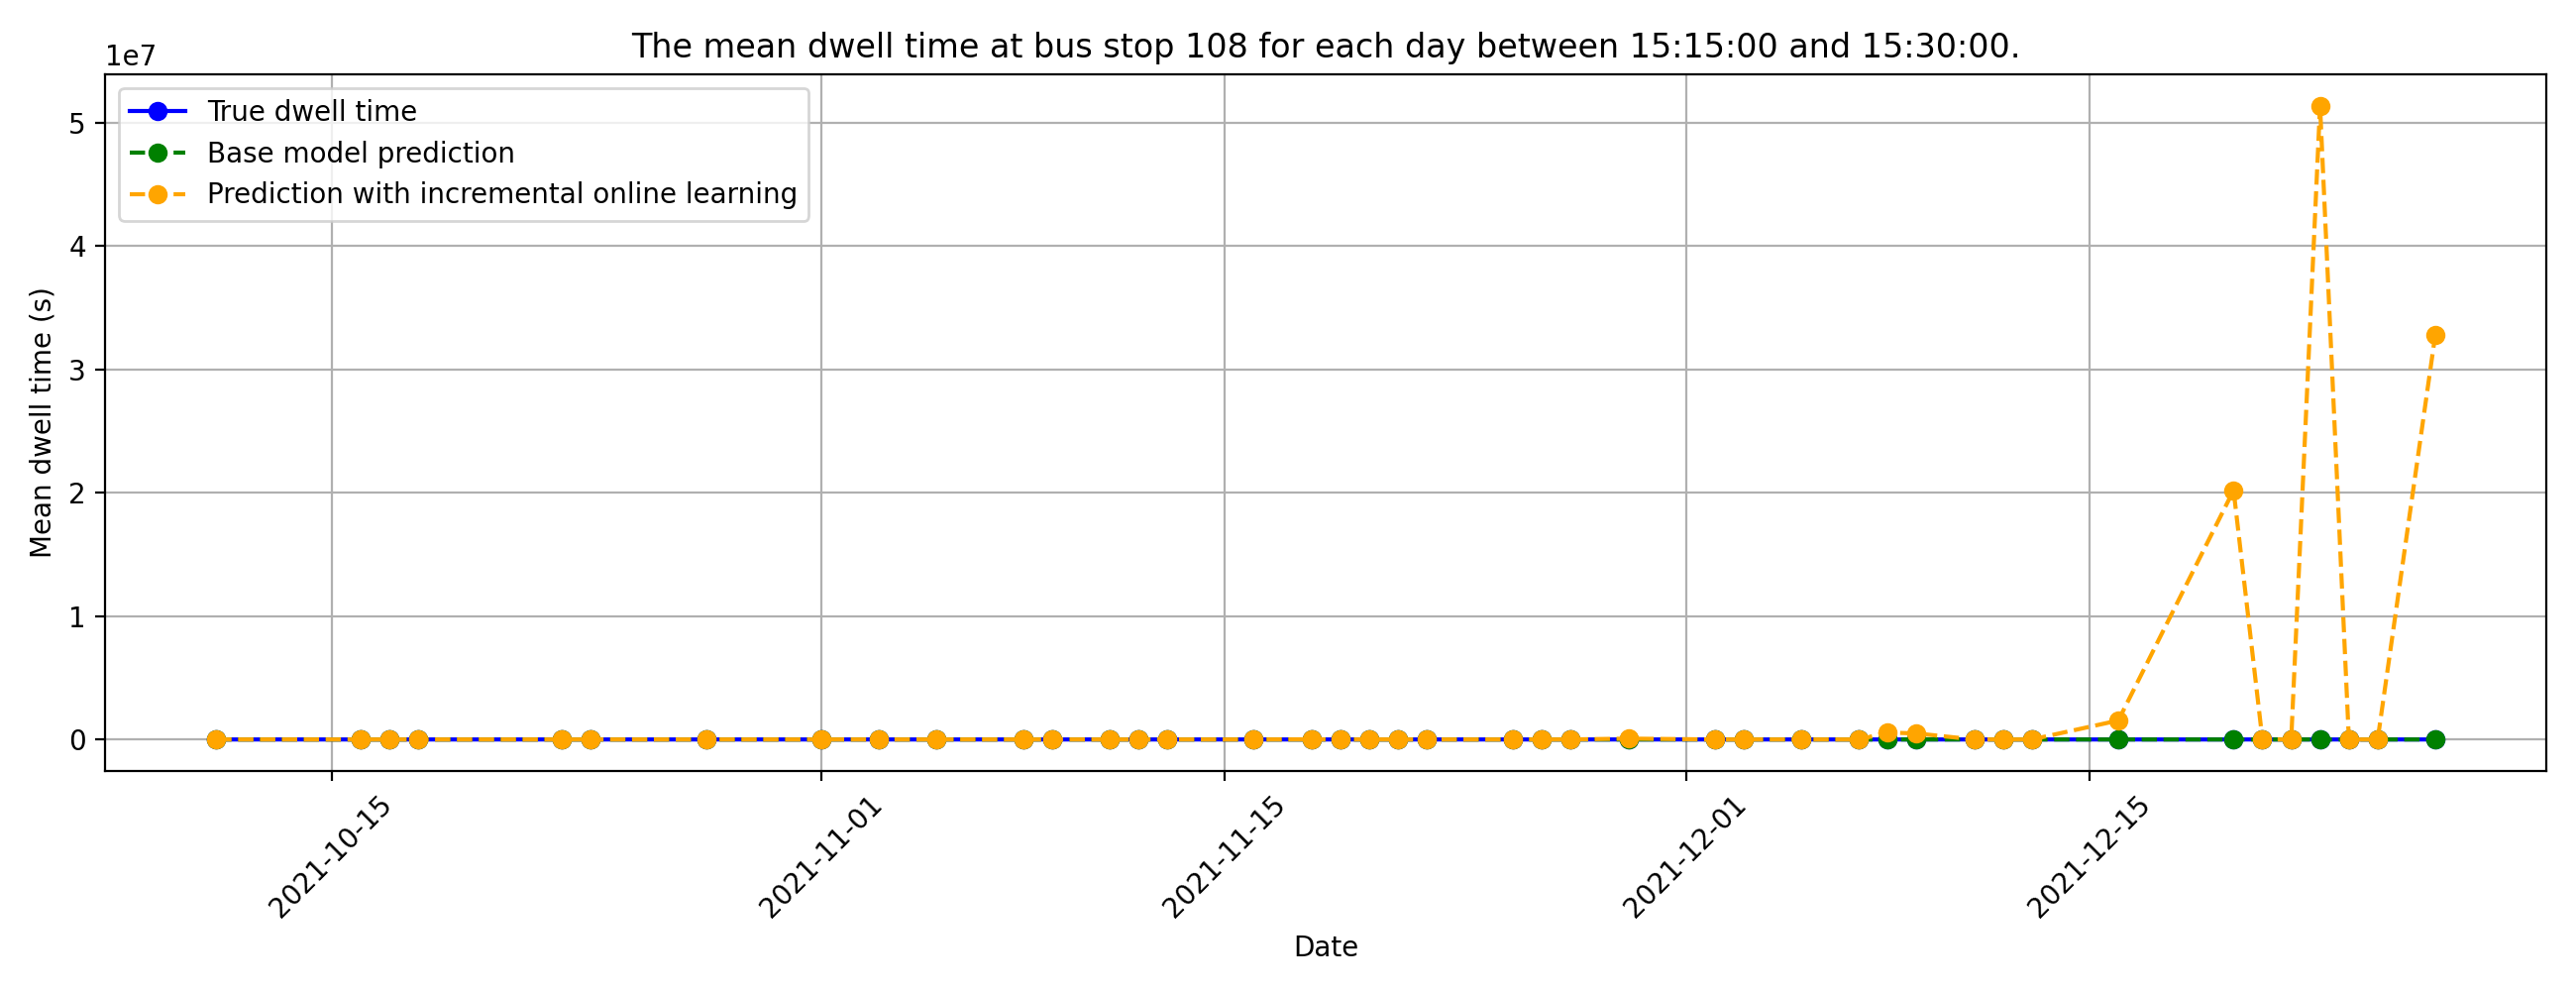 The mean dwell time at bus stop 108 for each day between 15:15:00 and 15:30:00.
1e7
True dwell time
Base model prediction
Prediction with incremental online learning
Mean dwell time (s)
5
4
3
2
1
0
2021-10-15
2021-11-01
2021-11-15
2021-12-01
2021-12-15
Date